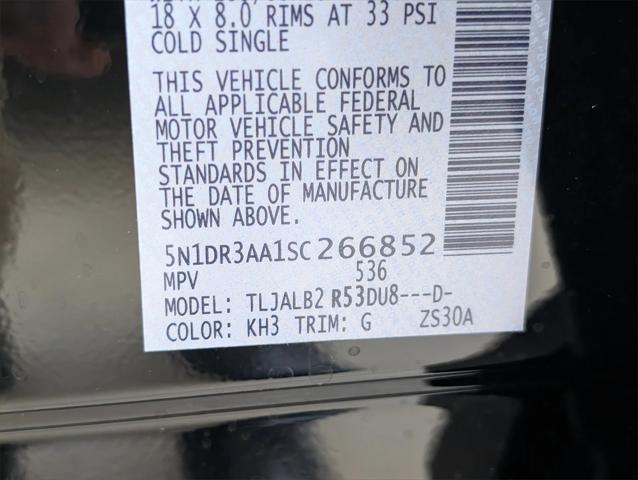 18 X 8.0 RIMS AT 33 PSI
COLD SINGLE
THIS VEHICLE CONFORMS TO
ALL APPLICABLE FEDERAL
MOTOR VEHICLE SAFETY AND
THEFT PREVENTION
STANDARDS IN EFFECT ON
THE DATE OF MANUFACTURE
SHOWN ABOVE.
5N1DR3AA1SC266852
MPV 536
MODEL: TLJALB2 R53DU8---D-
COLOR: KH3 TRIM: G ZS30A